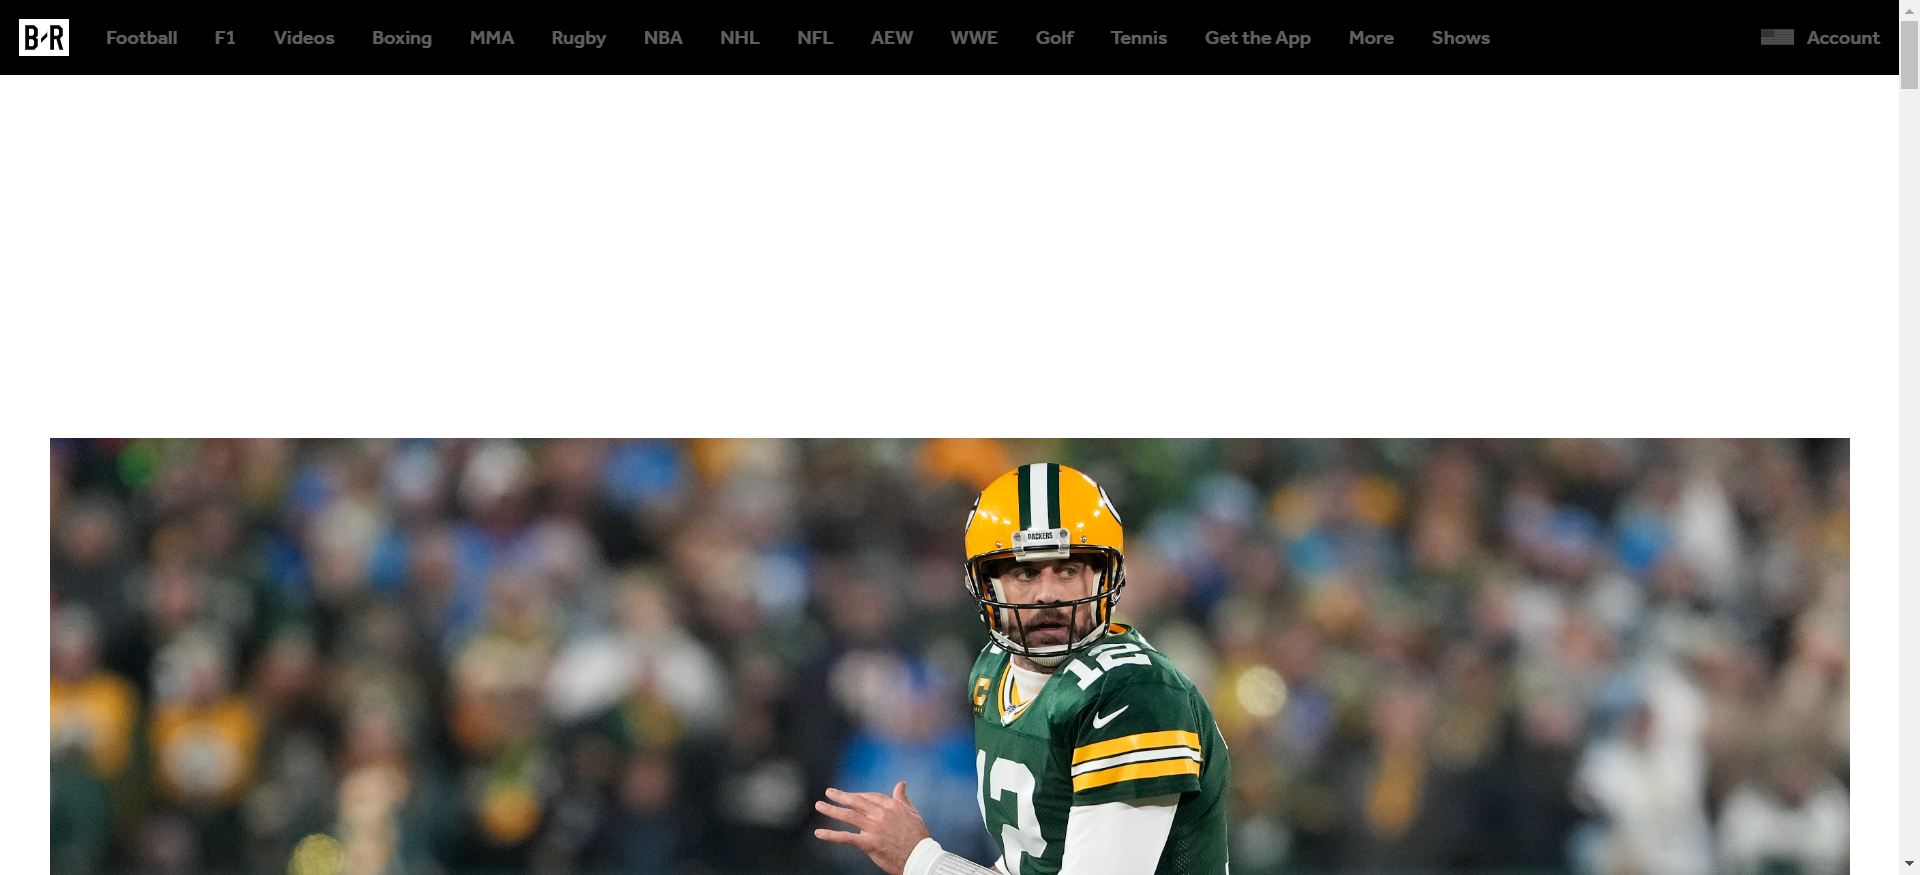 B/R Football F1 Videos Boxing MMA Rugby NBA NHL NFL AEW WWE Golf Tennis Get the App More Shows Account
PACKERS
12
C
12